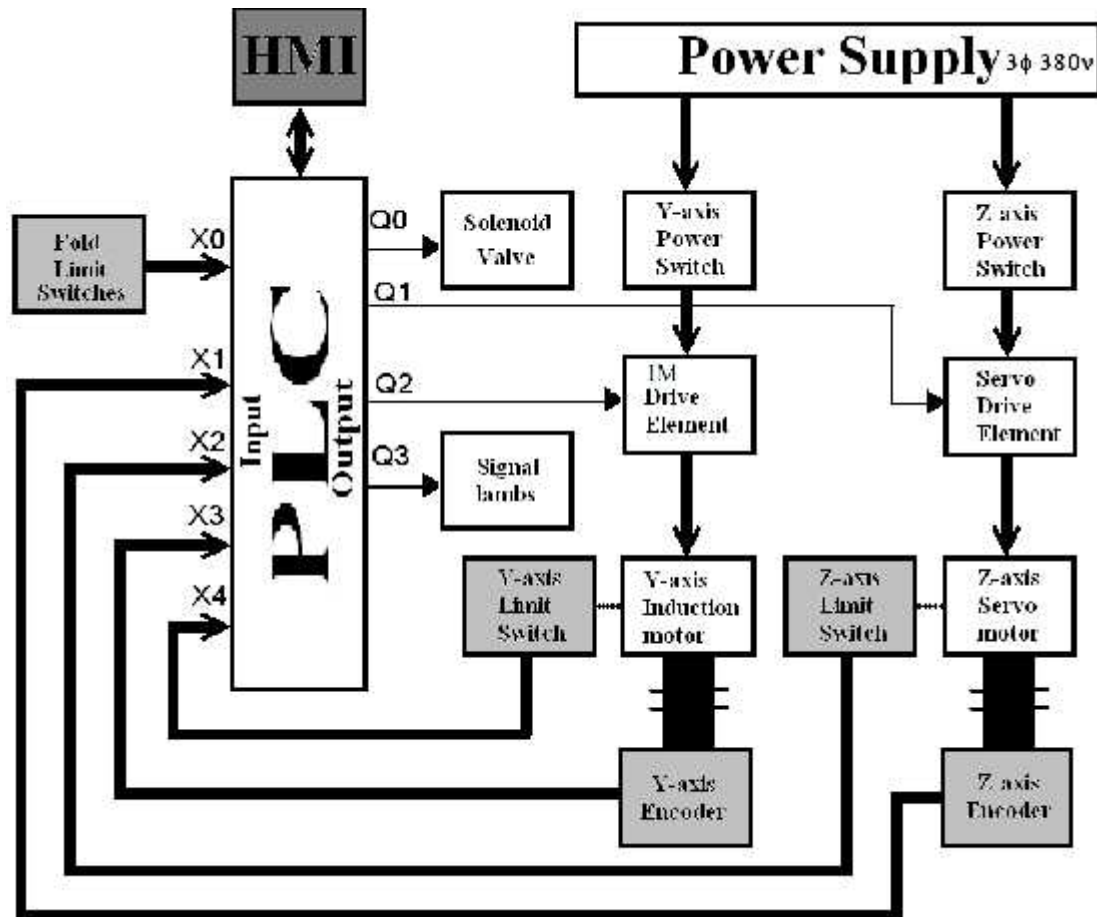 HMI
Power Supply 3ϕ 380v
Fold
Limit
Switches
X0
X1
X2
X3
X4
Input
PLC
Output
Q0
Q1
Q2
Q3
Solenoid
Valve
Signal
lambs
Y-axis
Power
Switch
Z-axis
Power
Switch
IM
Drive
Element
Servo
Drive
Element
Y-axis
Limit
Switch
Y-axis
Induction
motor
Z-axis
Limit
Switch
Z-axis
Servo
motor
Y-axis
Encoder
Z-axis
Encoder